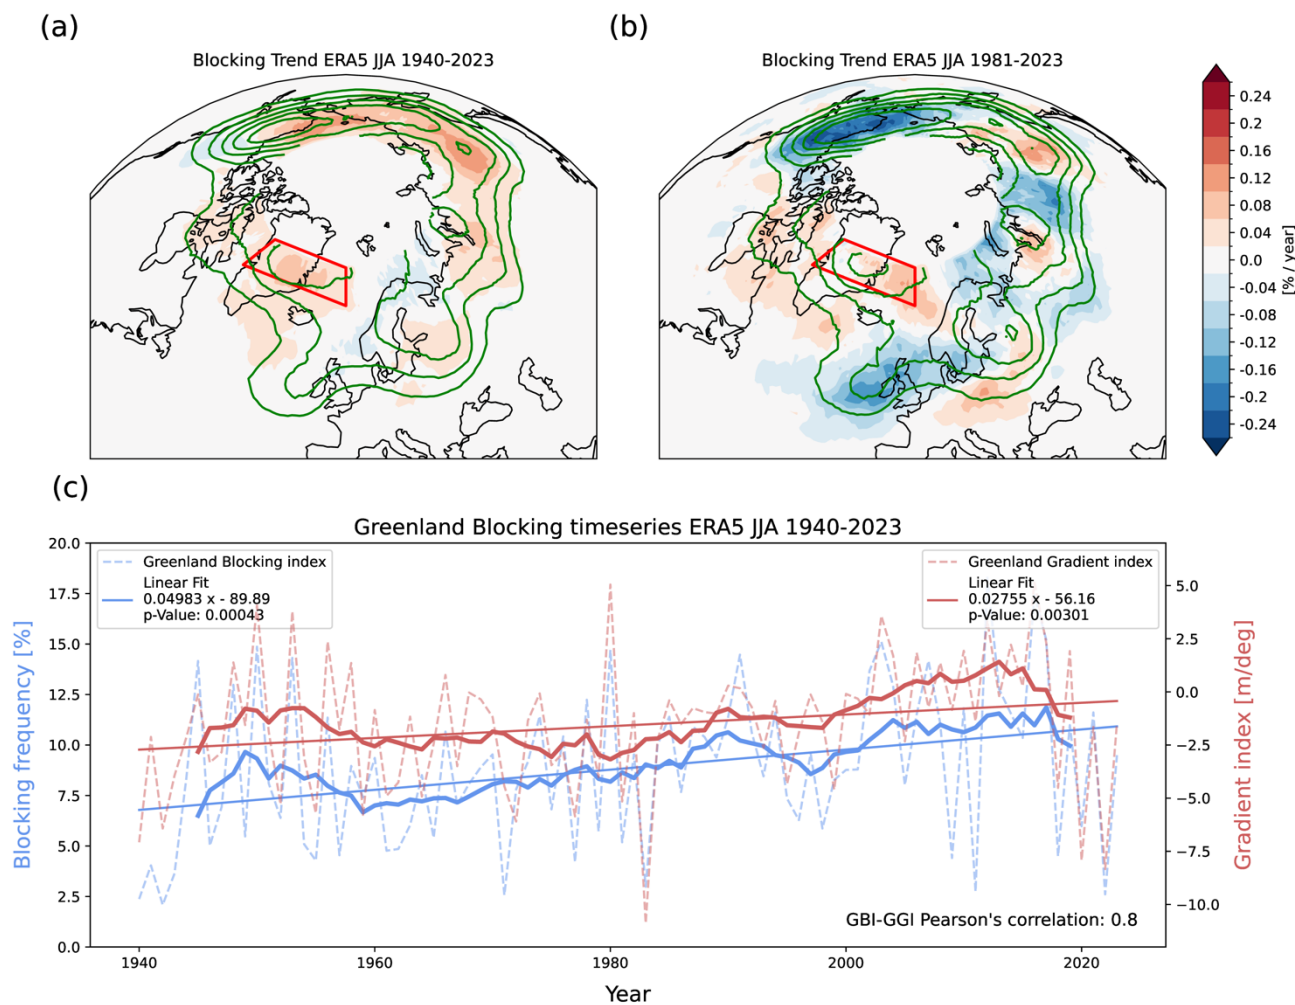 (a)
(b)
Blocking Trend ERA5 JJA 1940-2023
Blocking Trend ERA5 JJA 1981-2023
0.24
0.2
0.16
0.12
0.08
0.04
0.0
-0.04
-0.08
-0.12
-0.16
-0.2
-0.24
[% / year]
(c)
Greenland Blocking timeseries ERA5 JJA 1940-2023
Blocking frequency [%]
20.0
17.5
15.0
12.5
10.0
7.5
5.0
2.5
0.0
Greenland Blocking index
Linear Fit
0.04983 x - 89.89
p-Value: 0.00043
Greenland Gradient index
Linear Fit
0.02755 x - 56.16
p-Value: 0.00301
5.0
2.5
0.0
−2.5
−5.0
−7.5
−10.0
Gradient index [m/deg]
GBI-GGI Pearson's correlation: 0.8
1940
1960
1980
2000
2020
Year